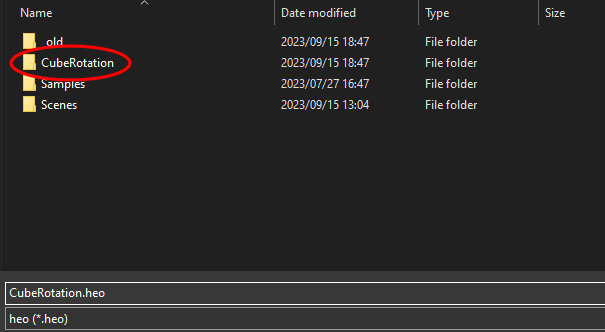 Name Date modified Type Size
_old 2023/09/15 18:47 File folder
CubeRotation 2023/09/15 18:47 File folder
Samples 2023/07/27 16:47 File folder
Scenes 2023/09/15 13:04 File folder
CubeRotation.heo
heo (*.heo)